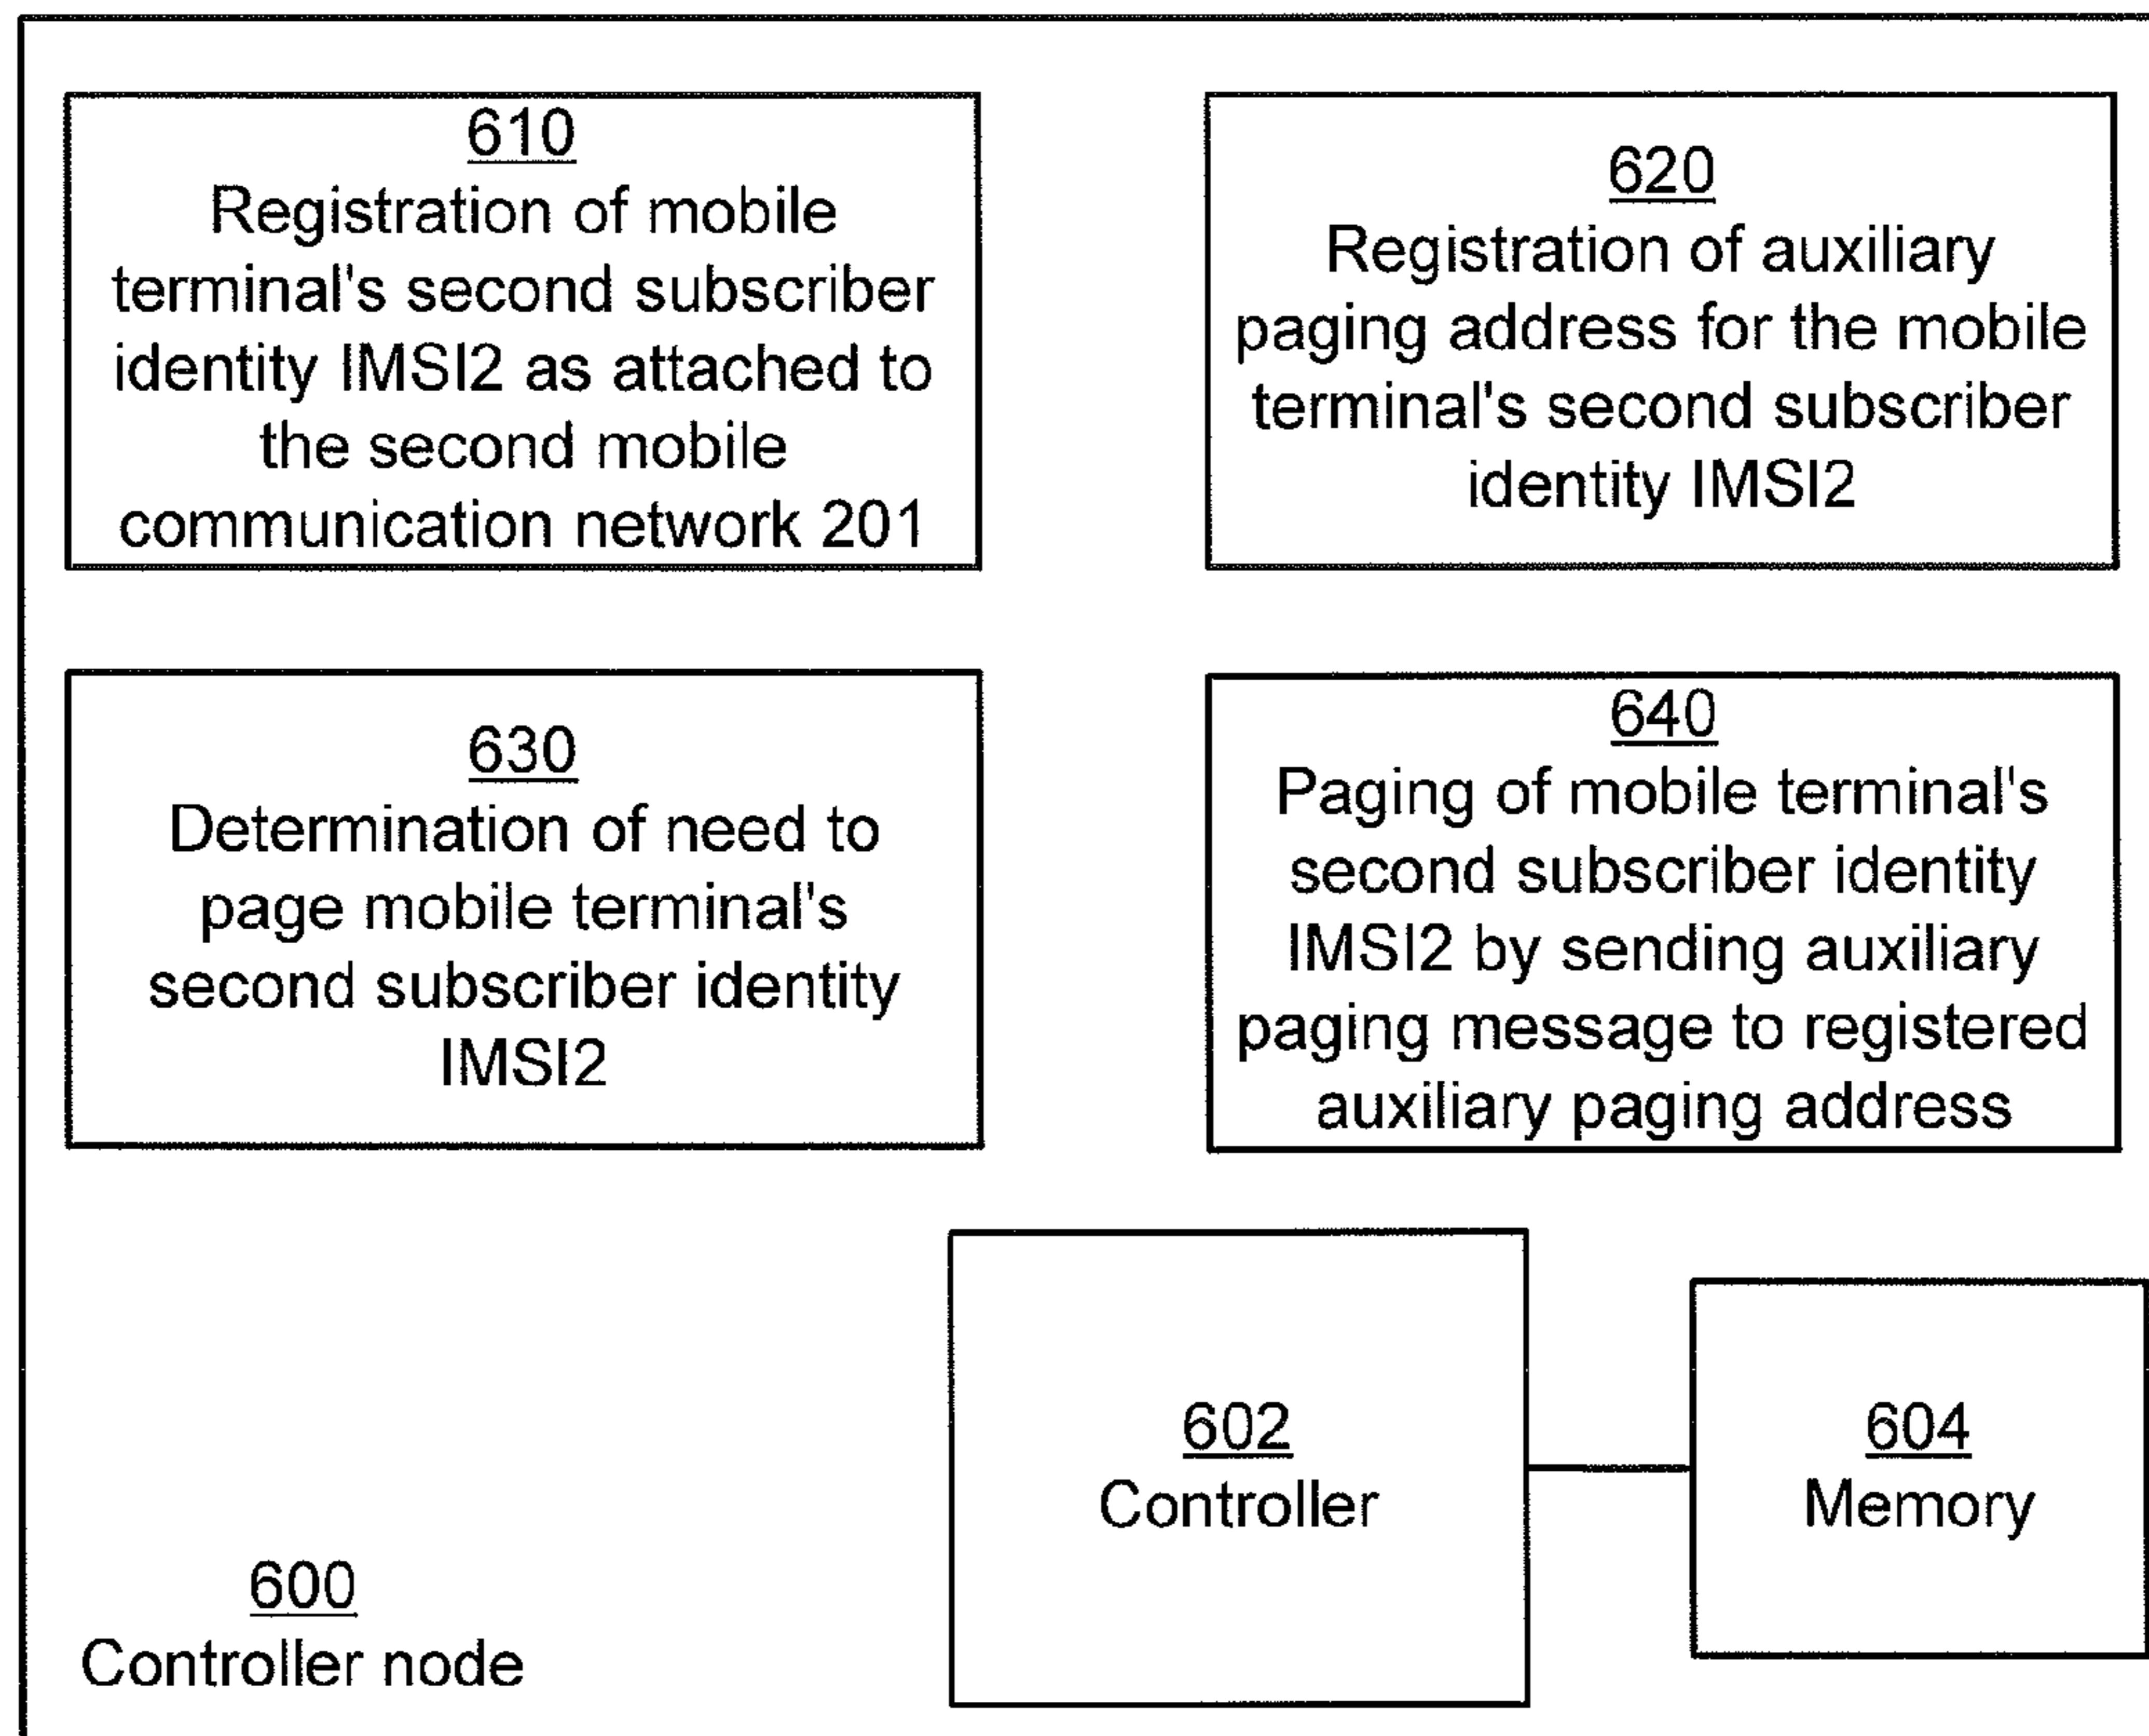 610
Registration of mobile
terminal's second subscriber
identity IMSI2 as attached to
the second mobile
communication network 201
620
Registration of auxiliary
paging address for the mobile
terminal's second subscriber
identity IMSI2
630
Determination of need to
page mobile terminal's
second subscriber identity
IMSI2
640
Paging of mobile terminal's
second subscriber identity
IMSI2 by sending auxiliary
paging message to registered
auxiliary paging address
602
Controller
604
Memory
600
Controller node